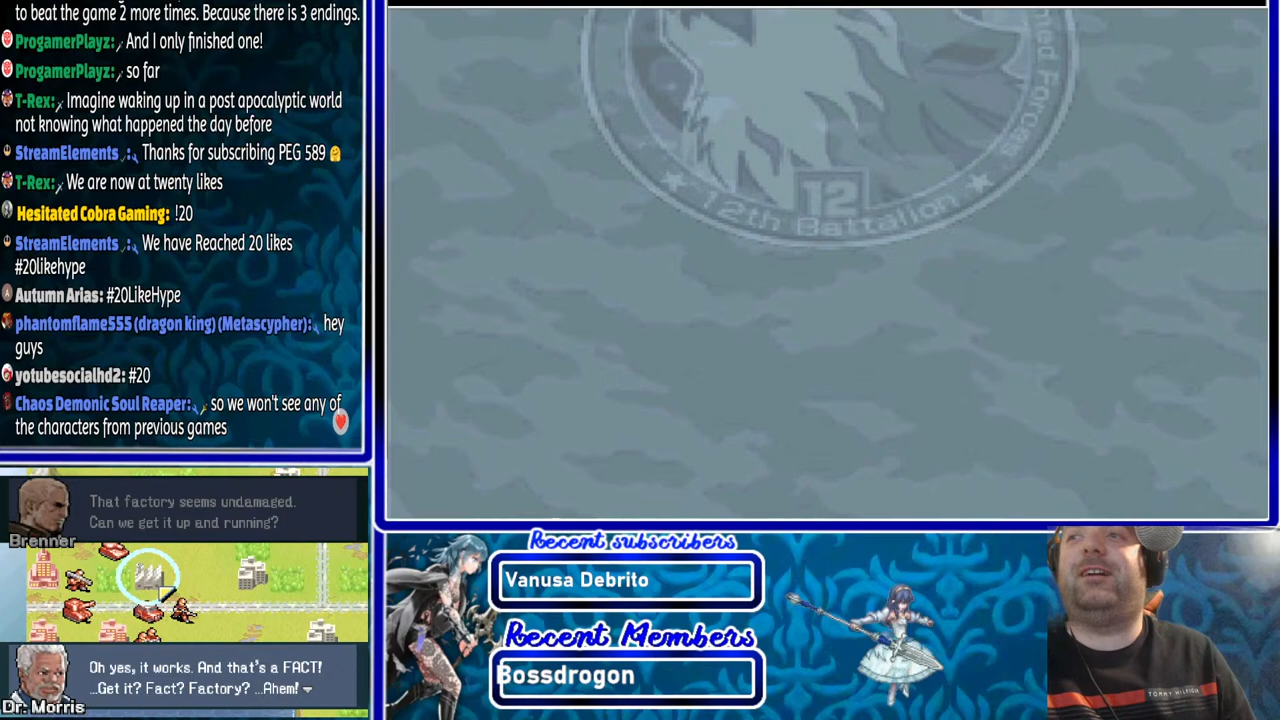 to beat the game 2 more times. Because there is 3 endings.
ProgamerPlayz: And I only finished one!
ProgamerPlayz: so far
T-Rex: Imagine waking up in a post apocalyptic world
not knowing what happened the day before
StreamElements : Thanks for subscribing PEG 589
T-Rex: We are now at twenty likes
Hesitated Cobra Gaming: !20
StreamElements : We have Reached 20 likes
#20likehype
Autumn Arias: #20LikeHype
phantomflame555 (dragon king) (Metascypher): hey
guys
yotubesocialhd2: #20
Chaos Demonic Soul Reaper: so we won't see any of
the characters from previous games
That factory seems undamaged.
Can we get it up and running?
Brenner
Oh yes, it works. And that's a FACT!
...Get it? Fact? Factory? ...Ahem!
Dr. Morris
med Forces
12
12th Battalion
Recent subscribers
Vanusa Debrito
Recent Members
Bossdrogon
TOMMY HILFIGER